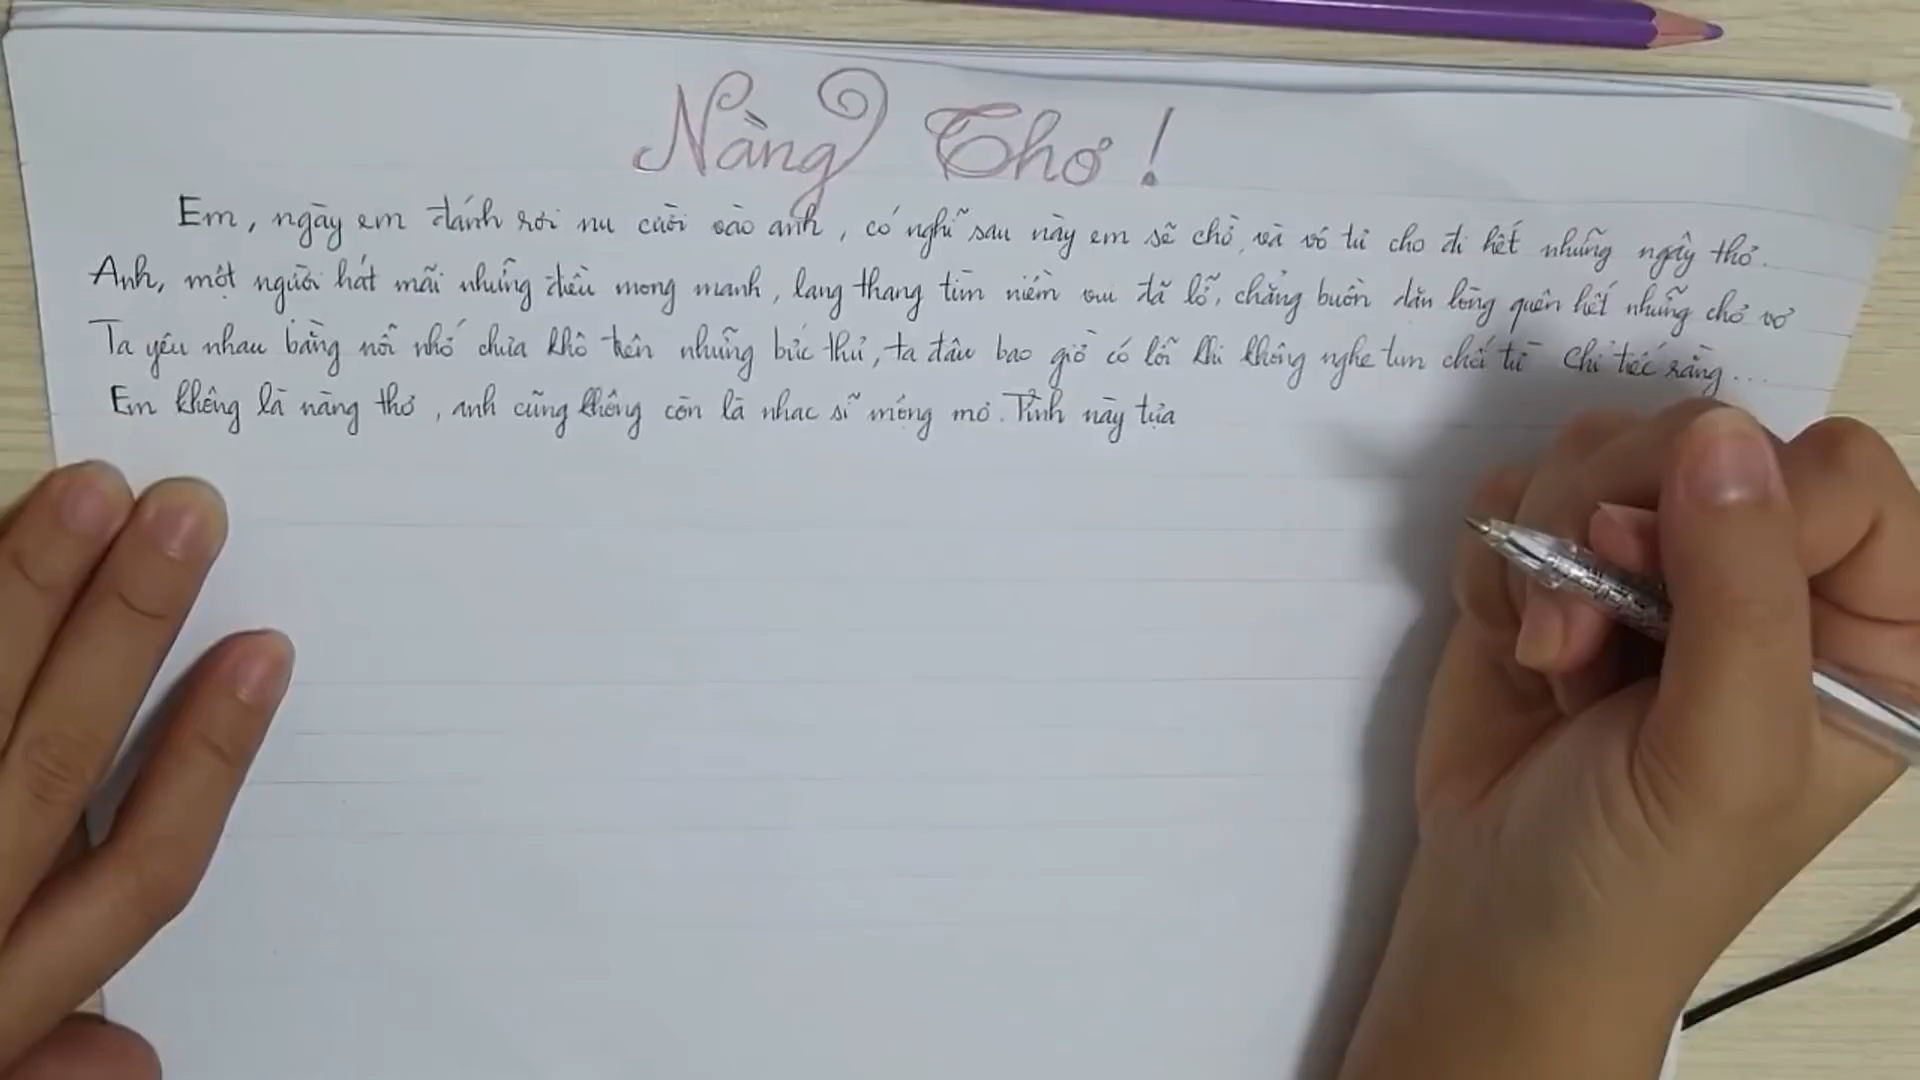 Nàng Thơ!
Em, ngày em đánh rơi nụ cười vào anh, có nghĩ sau này em sẽ chờ, và vô tư cho đi hết những ngây thơ.
Anh, một người hát mãi những điều mong manh, lang thang tìm niềm vui đã lỡ, chẳng buồn dặn lòng quên hết những chơ vơ
Ta yêu nhau bằng nỗi nhớ chưa khô trên những bức thư, ta đâu bao giờ có lỗi khi không nghe tim chối từ Chỉ tiếc rằng...
Em không là nàng thơ, anh cũng không còn là nhạc sĩ mộng mơ. Tình này tựa